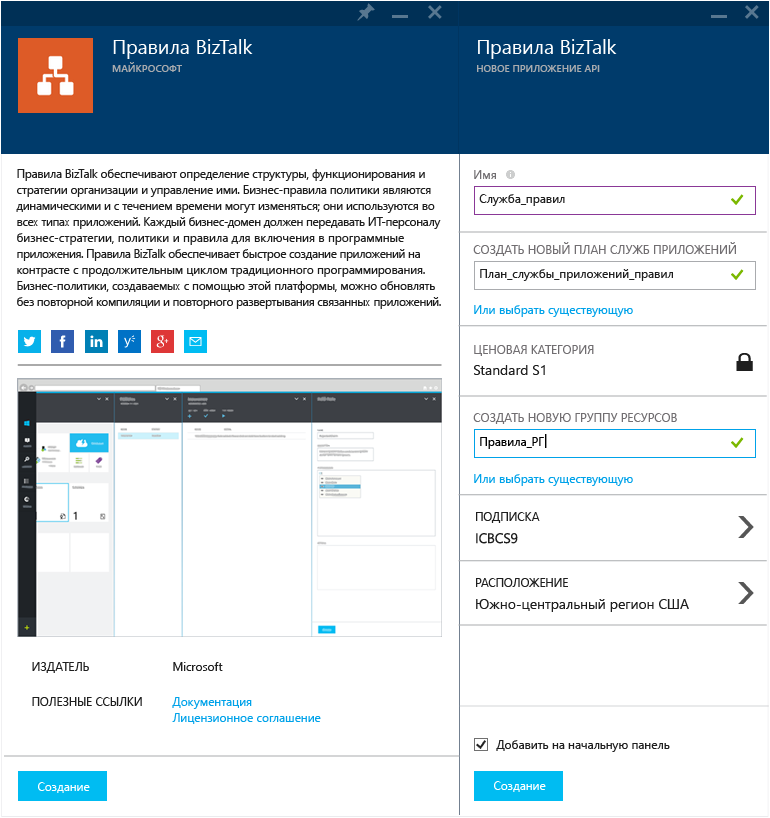 Правила BizTalk
МАЙКРОСОФТ
Правила BizTalk обеспечивают определение структуры, функционирования и
стратегии организации и управление ими. Бизнес-правила политики являются
динамическими и с течением времени могут изменяться; они используются во
всех типах приложений. Каждый бизнес-домен должен передавать ИТ-персоналу
бизнес-стратегии, политики и правила для включения в программные
приложения. Правила BizTalk обеспечивает быстрое создание приложений на
контрасте с продолжительным циклом традиционного программирования.
Бизнес-политики, создаваемых с помощью этой платформы, можно обновлять
без повторной компиляции и повторного развертывания связанных приложений.
ИЗДАТЕЛЬ Microsoft
ПОЛЕЗНЫЕ ССЫЛКИ Документация
Лицензионное соглашение
Создание
Правила BizTalk
НОВОЕ ПРИЛОЖЕНИЕ API
Имя
Служба_правил
СОЗДАТЬ НОВЫЙ ПЛАН СЛУЖБ ПРИЛОЖЕНИЙ
План_службы_приложений_правил
Или выбрать существующую
ЦЕНОВАЯ КАТЕГОРИЯ
Standard S1
СОЗДАТЬ НОВУЮ ГРУППУ РЕСУРСОВ
Правила_РГ
Или выбрать существующую
ПОДПИСКА
ICBCS9
РАСПОЛОЖЕНИЕ
Южно-центральный регион США
Добавить на начальную панель
Создание